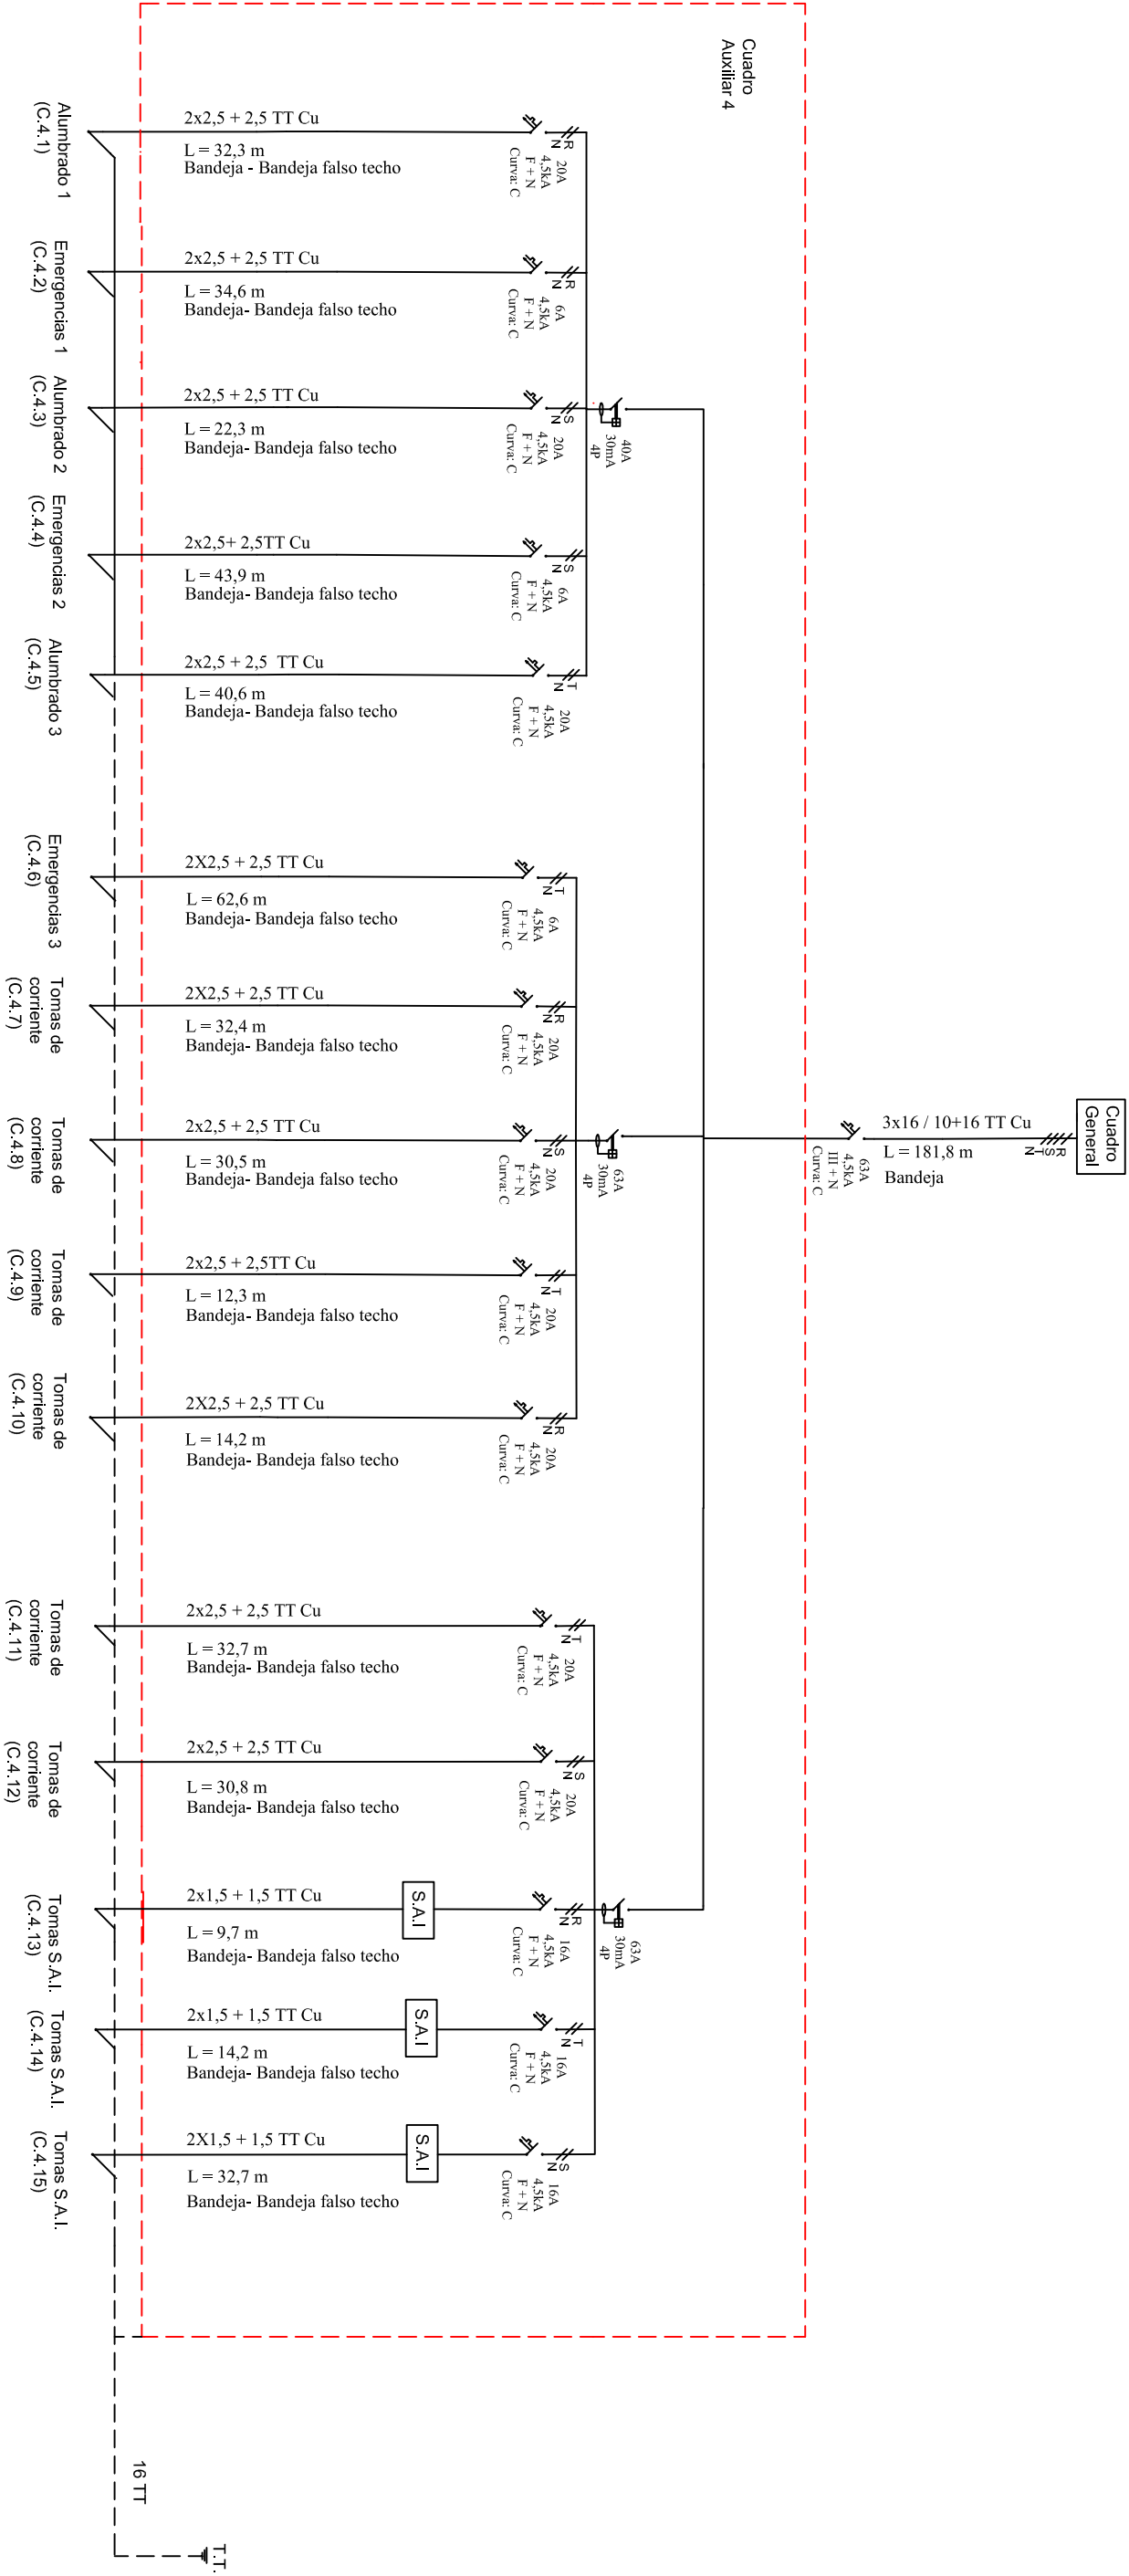 Cuadro
General
R
S
T
N
3x16 / 10+16 TT Cu
L = 181,8 m
Bandeja
63A
4,5kA
III + N
Curva: C
Cuadro
Auxiliar 4
40A
30mA
4P
R
N
20A
4,5kA
F + N
Curva: C
2x2,5 + 2,5 TT Cu
L = 32,3 m
Bandeja - Bandeja falso techo
Alumbrado 1
(C.4.1)
R
N
6A
4,5kA
F + N
Curva: C
2x2,5 + 2,5 TT Cu
L = 34,6 m
Bandeja- Bandeja falso techo
Emergencias 1
(C.4.2)
S
N
20A
4,5kA
F + N
Curva: C
2x2,5 + 2,5 TT Cu
L = 22,3 m
Bandeja- Bandeja falso techo
Alumbrado 2
(C.4.3)
S
N
6A
4,5kA
F + N
Curva: C
2x2,5+ 2,5TT Cu
L = 43,9 m
Bandeja- Bandeja falso techo
Emergencias 2
(C.4.4)
T
N
20A
4,5kA
F + N
Curva: C
2x2,5 + 2,5 TT Cu
L = 40,6 m
Bandeja- Bandeja falso techo
Alumbrado 3
(C.4.5)
63A
30mA
4P
T
N
6A
4,5kA
F + N
Curva: C
2X2,5 + 2,5 TT Cu
L = 62,6 m
Bandeja- Bandeja falso techo
Emergencias 3
(C.4.6)
R
N
20A
4,5kA
F + N
Curva: C
2X2,5 + 2,5 TT Cu
L = 32,4 m
Bandeja- Bandeja falso techo
Tomas de
corriente
(C.4.7)
S
N
20A
4,5kA
F + N
Curva: C
2x2,5 + 2,5 TT Cu
L = 30,5 m
Bandeja- Bandeja falso techo
Tomas de
corriente
(C.4.8)
T
N
20A
4,5kA
F + N
Curva: C
2x2,5 + 2,5TT Cu
L = 12,3 m
Bandeja- Bandeja falso techo
Tomas de
corriente
(C.4.9)
R
N
20A
4,5kA
F + N
Curva: C
2X2,5 + 2,5 TT Cu
L = 14,2 m
Bandeja- Bandeja falso techo
Tomas de
corriente
(C.4.10)
63A
30mA
4P
T
N
20A
4,5kA
F + N
Curva: C
2x2,5 + 2,5 TT Cu
L = 32,7 m
Bandeja- Bandeja falso techo
Tomas de
corriente
(C.4.11)
S
N
20A
4,5kA
F + N
Curva: C
2x2,5 + 2,5 TT Cu
L = 30,8 m
Bandeja- Bandeja falso techo
Tomas de
corriente
(C.4.12)
R
N
16A
4,5kA
F + N
Curva: C
S.A.I
2x1,5 + 1,5 TT Cu
L = 9,7 m
Bandeja- Bandeja falso techo
Tomas S.A.I.
(C.4.13)
T
N
16A
4,5kA
F + N
Curva: C
S.A.I
2x1,5 + 1,5 TT Cu
L = 14,2 m
Bandeja- Bandeja falso techo
Tomas S.A.I.
(C.4.14)
S
N
16A
4,5kA
F + N
Curva: C
S.A.I
2X1,5 + 1,5 TT Cu
L = 32,7 m
Bandeja- Bandeja falso techo
Tomas S.A.I.
(C.4.15)
16 TT
T.T.